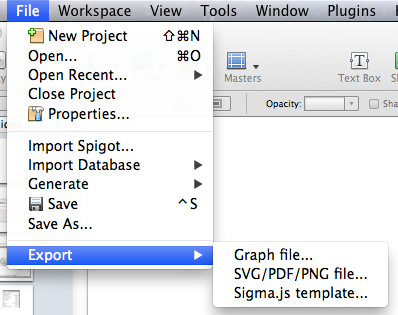 File Workspace View Tools Window Plugins
New Project ⇧⌘N
Open... ⌘O
Open Recent...
Close Project
Properties...
Import Spigot...
Import Database
Generate
Save ^S
Save As...
Export
Graph file...
SVG/PDF/PNG file...
Sigma.js template...
Masters
Text Box
Opacity: